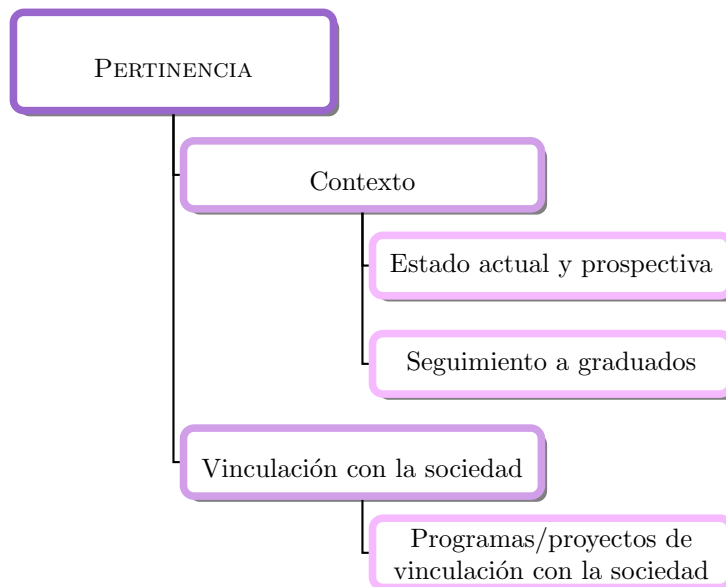 PERTINENCIA
Contexto
Estado actual y prospectiva
Seguimiento a graduados
Vinculación con la sociedad
Programas/proyectos de
vinculación con la sociedad